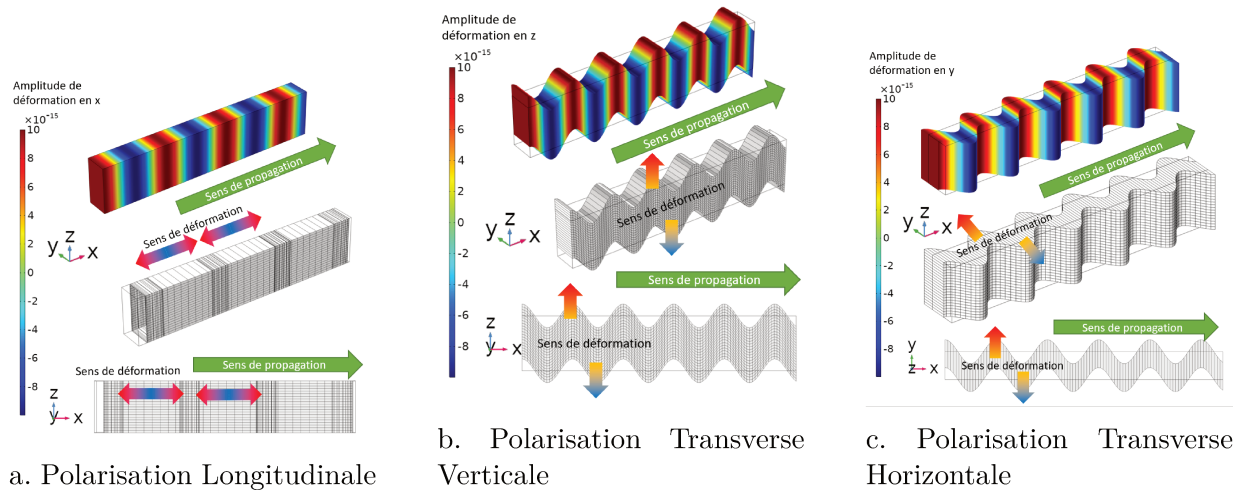 Amplitude de
déformation en x
×10⁻¹⁵
10
8
6
4
2
0
-2
-4
-6
-8
Sens de propagation
Sens de déformation
y z x
Sens de propagation
Sens de déformation
z
y x
a. Polarisation Longitudinale
Amplitude de
déformation en z
×10⁻¹⁵
10
8
6
4
2
0
-2
-4
-6
-8
Sens de propagation
Sens de déformation
y z x
Sens de propagation
z
y x
Sens de déformation
b. Polarisation Transverse
Verticale
Amplitude de
déformation en y
×10⁻¹⁵
10
8
6
4
2
0
-2
-4
-6
-8
Sens de propagation
Sens de déformation
y z x
Sens de propagation
y
z x
Sens de déformation
c. Polarisation Transverse
Horizontale